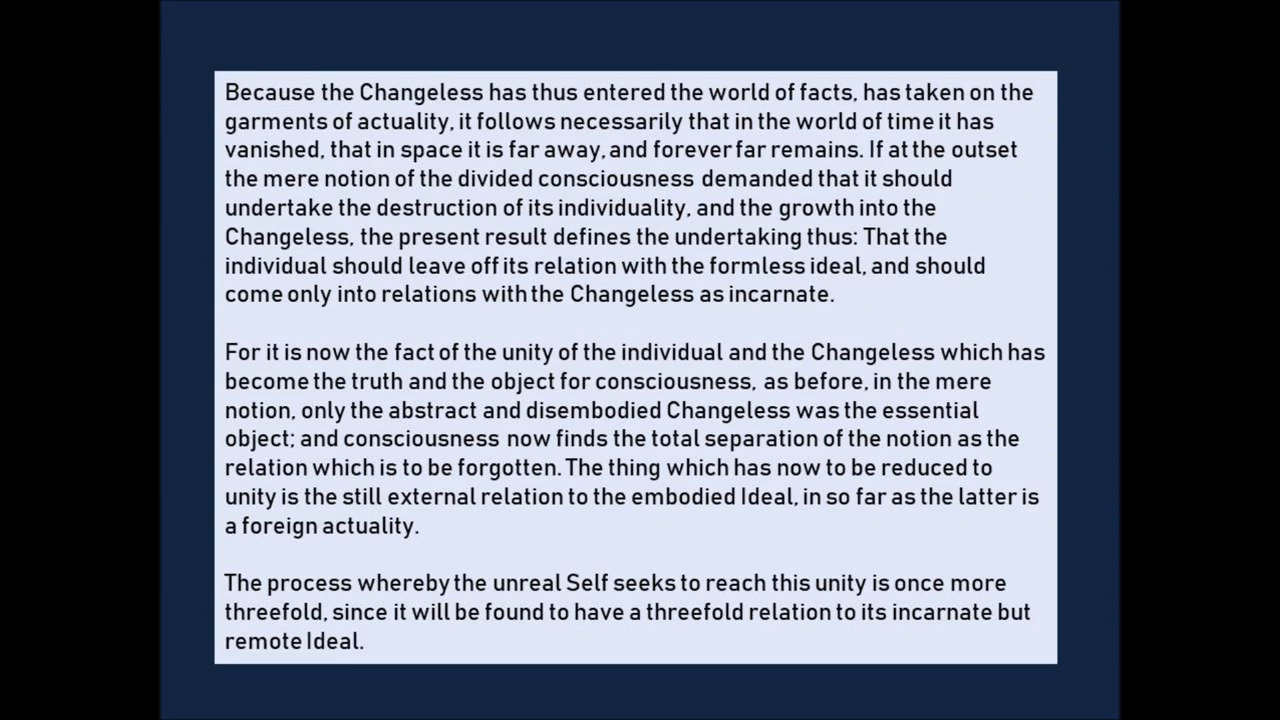 Because the Changeless has thus entered the world of facts, has taken on the
garments of actuality, it follows necessarily that in the world of time it has
vanished, that in space it is far away, and forever far remains. If at the outset
the mere notion of the divided consciousness demanded that it should
undertake the destruction of its individuality, and the growth into the
Changeless, the present result defines the undertaking thus: That the
individual should leave off its relation with the formless ideal, and should
come only into relations with the Changeless as incarnate.
For it is now the fact of the unity of the individual and the Changeless which has
become the truth and the object for consciousness, as before, in the mere
notion, only the abstract and disembodied Changeless was the essential
object; and consciousness now finds the total separation of the notion as the
relation which is to be forgotten. The thing which has now to be reduced to
unity is the still external relation to the embodied Ideal, in so far as the latter is
a foreign actuality.
The process whereby the unreal Self seeks to reach this unity is once more
threefold, since it will be found to have a threefold relation to its incarnate but
remote Ideal.